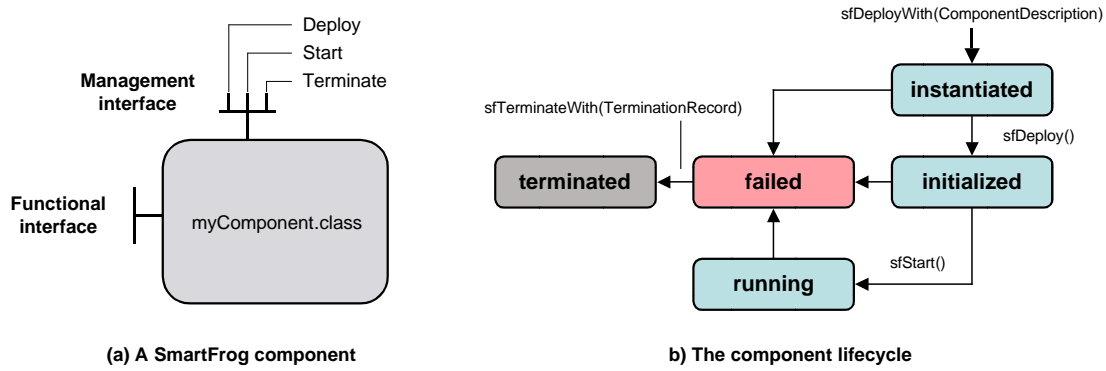 Deploy
Start
Terminate
Management
interface
Functional
interface
myComponent.class
(a) A SmartFrog component
sfDeployWith(ComponentDescription)
instantiated
sfTerminateWith(TerminationRecord)
sfDeploy()
terminated
failed
initialized
sfStart()
running
b) The component lifecycle